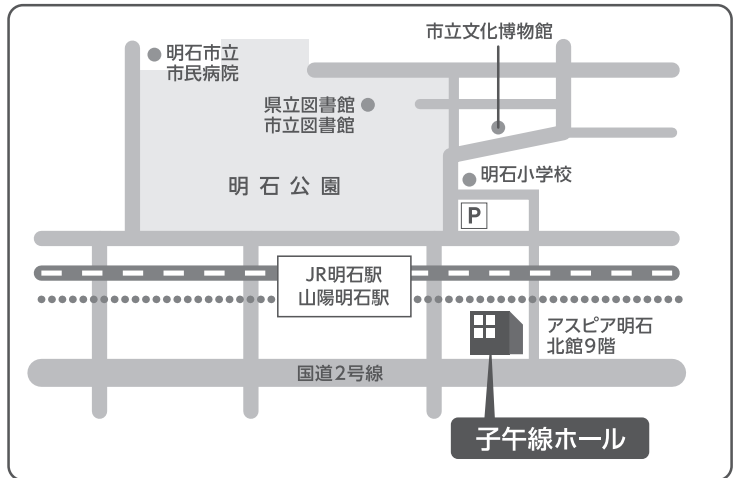 市立文化博物館
明石市立
市民病院
県立図書館
市立図書館
明石公園
明石小学校
P
JR明石駅
山陽明石駅
アスピア明石
北館9階
国道2号線
子午線ホール